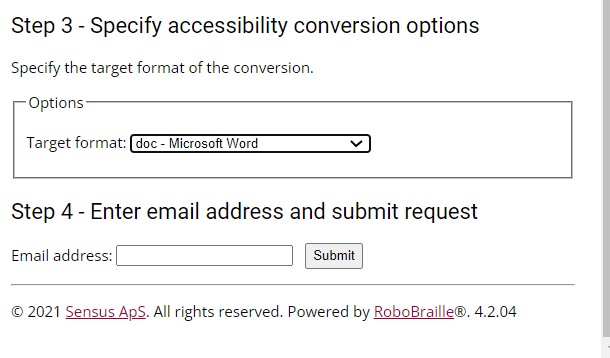 Step 3 - Specify accessibility conversion options
Specify the target format of the conversion.
Options
Target format: doc - Microsoft Word
Step 4 - Enter email address and submit request
Email address: Submit
© 2021 Sensus ApS. All rights reserved. Powered by RoboBraille®. 4.2.04